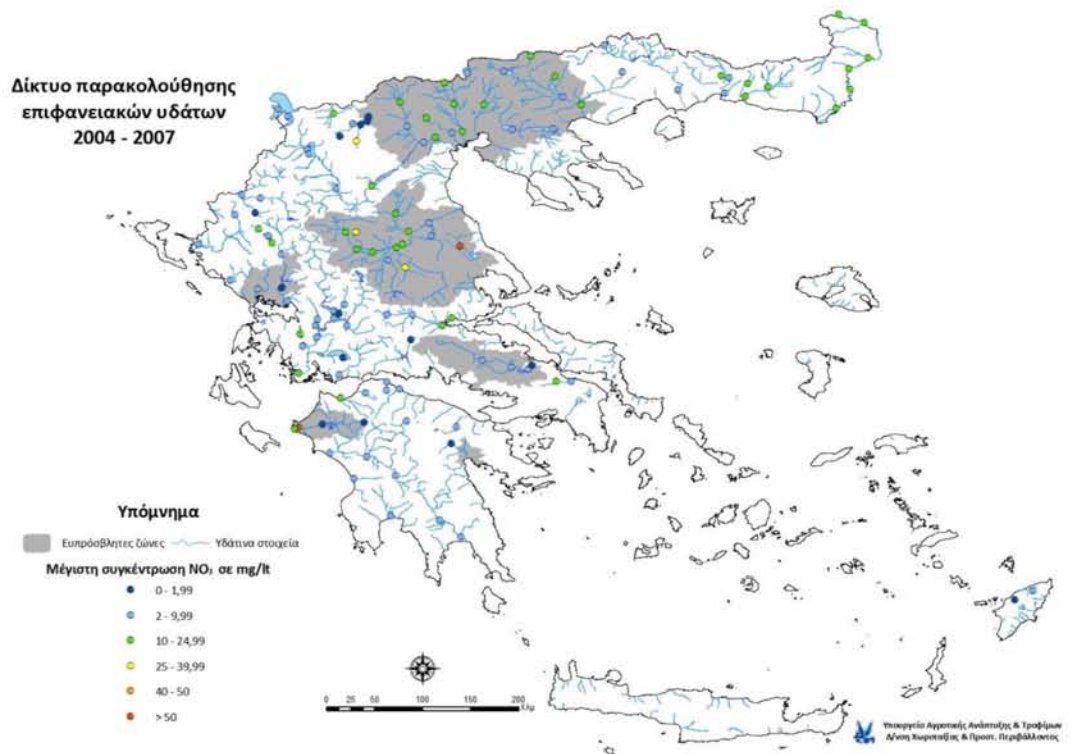 Δίκτυο παρακολούθησης
επιφανειακών υδάτων
2004 - 2007
Υπόμνημα
Ευπρόσβλητες ζώνες
Υδάτινα στοιχεία
Μέγιστη συγκέντρωση NO₃ σε mg/lt
0 - 1,99
2 - 9,99
10 - 24,99
25 - 39,99
40 - 50
> 50
0 25 50 100 150 200
Χλμ
Υπουργείο Αγροτικής Ανάπτυξης & Τροφίμων
Δ/νση Χωροταξίας & Προστ. Περιβάλλοντος